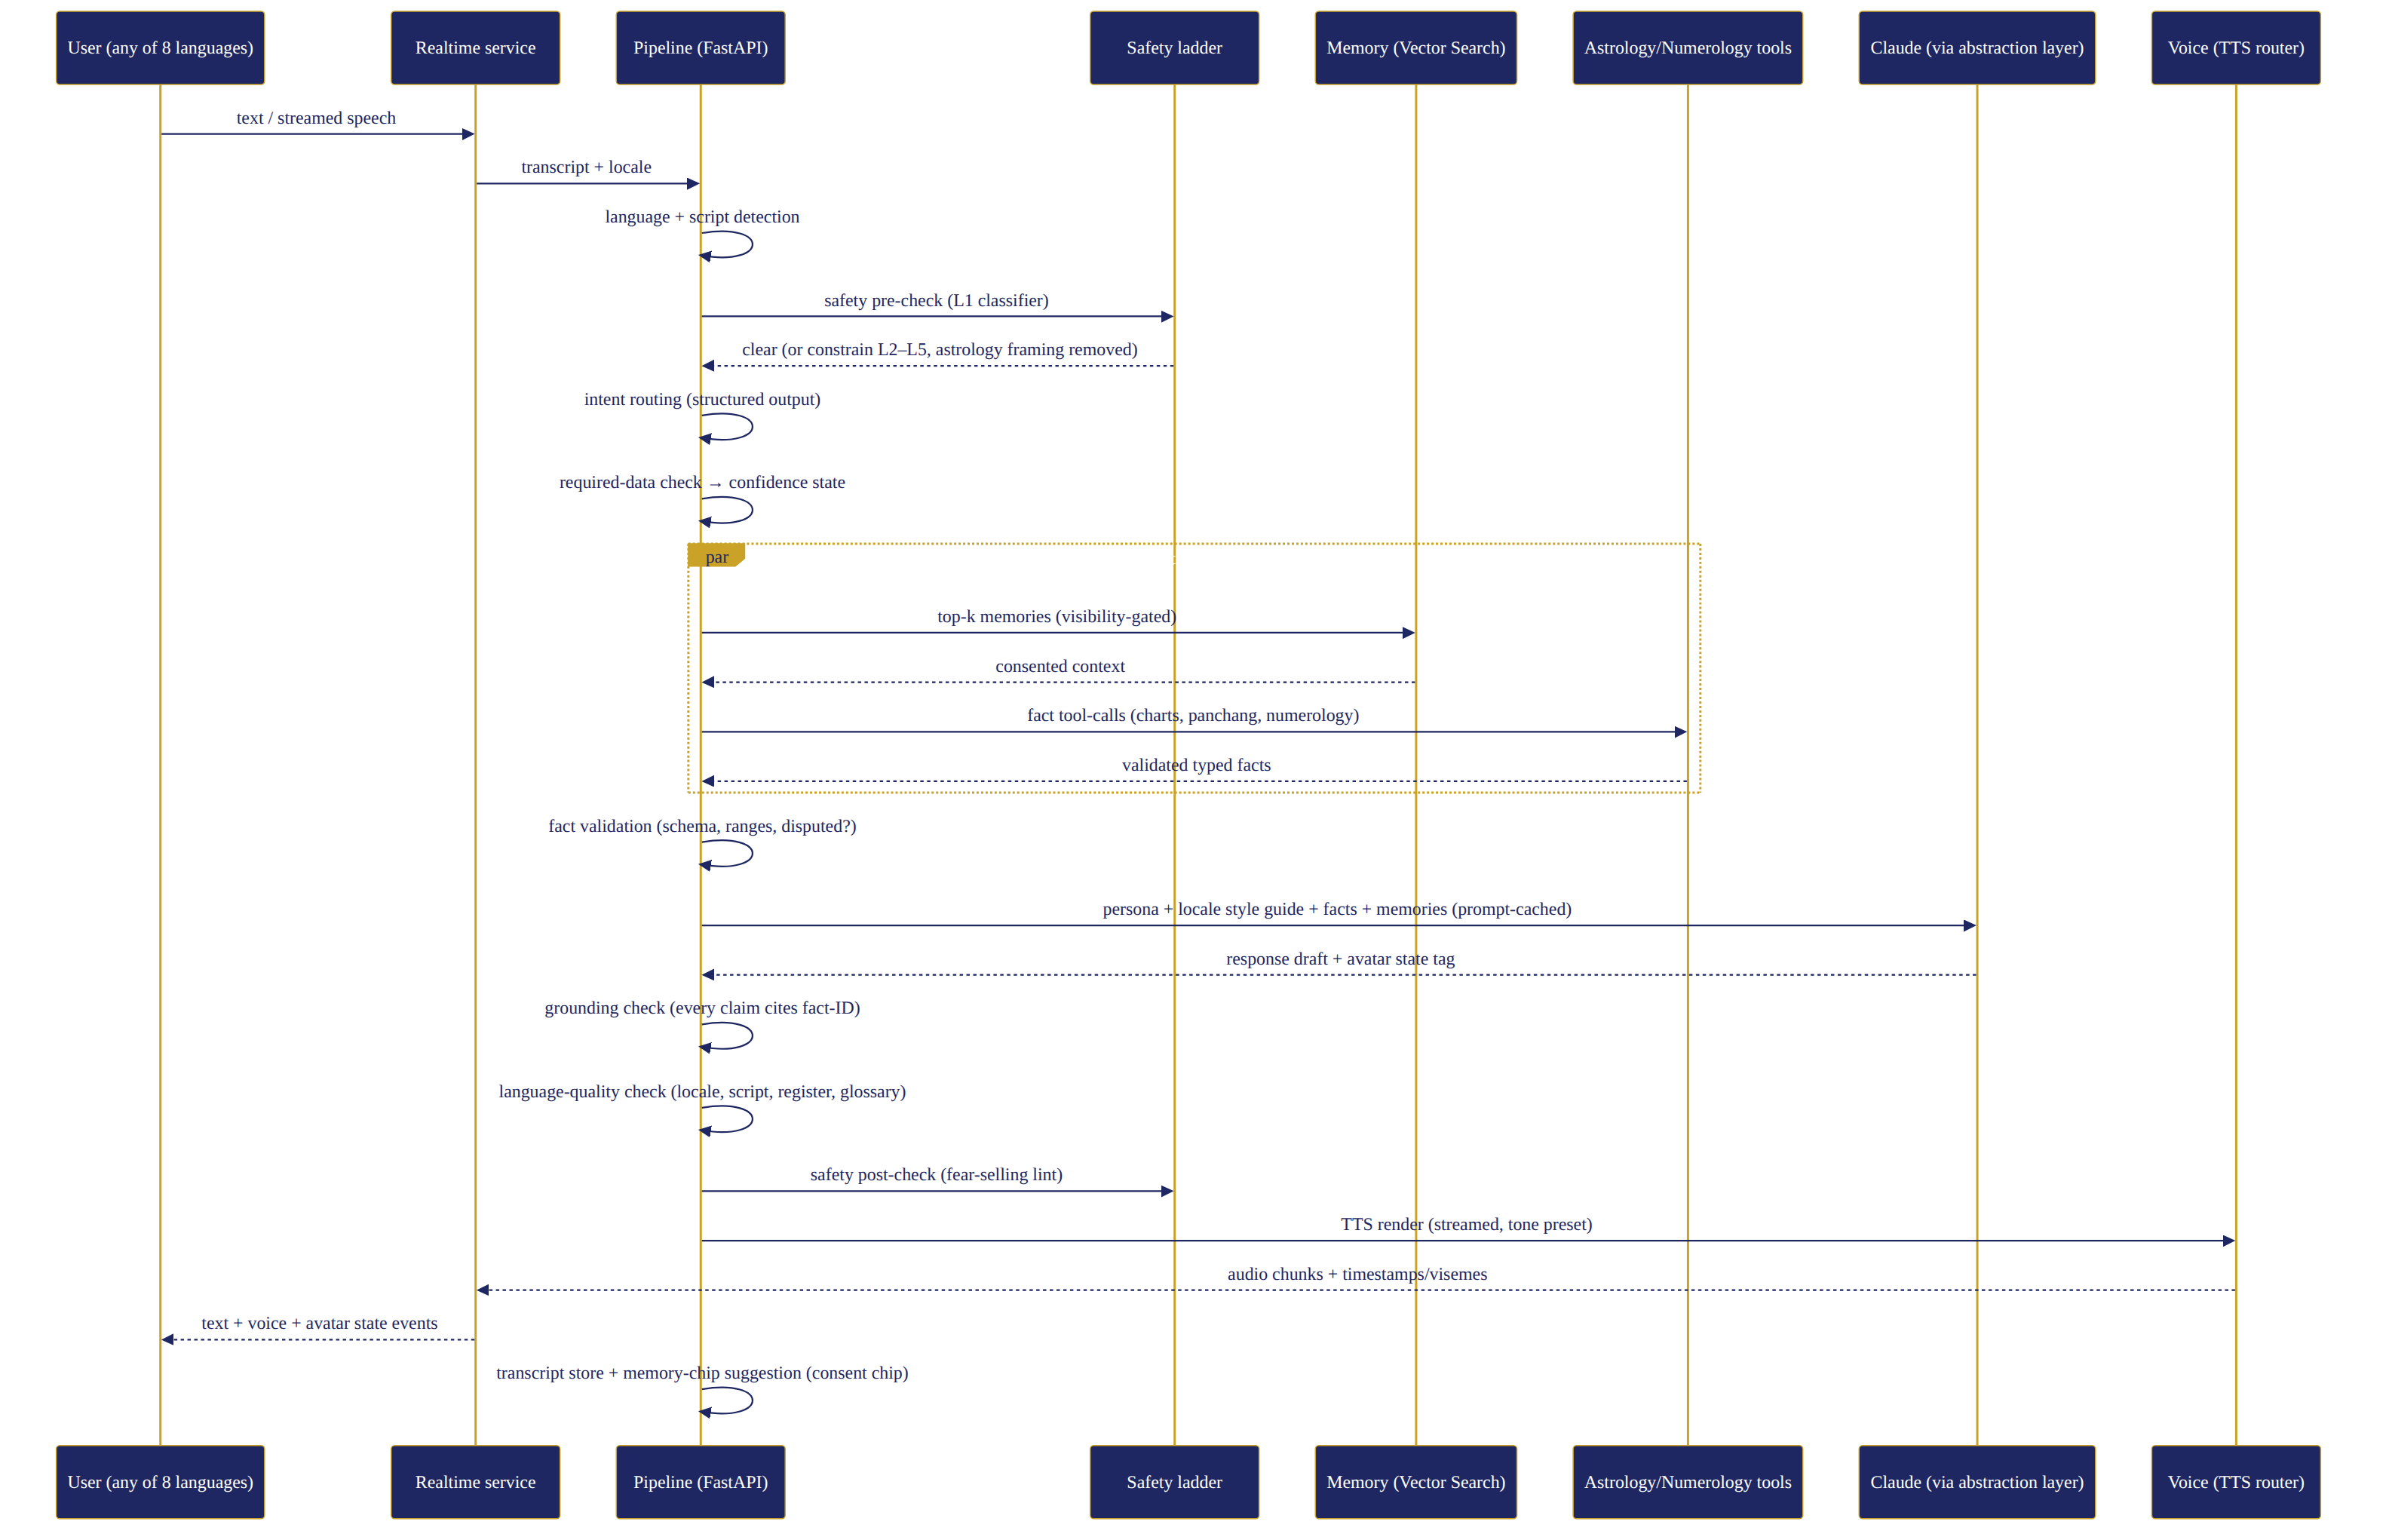 User (any of 8 languages)
Realtime service
Pipeline (FastAPI)
Safety ladder
Memory (Vector Search)
Astrology/Numerology tools
Claude (via abstraction layer)
Voice (TTS router)
text / streamed speech
transcript + locale
language + script detection
safety pre-check (L1 classifier)
clear (or constrain L2–L5, astrology framing removed)
intent routing (structured output)
required-data check → confidence state
par
top-k memories (visibility-gated)
consented context
fact tool-calls (charts, panchang, numerology)
validated typed facts
fact validation (schema, ranges, disputed?)
persona + locale style guide + facts + memories (prompt-cached)
response draft + avatar state tag
grounding check (every claim cites fact-ID)
language-quality check (locale, script, register, glossary)
safety post-check (fear-selling lint)
TTS render (streamed, tone preset)
audio chunks + timestamps/visemes
text + voice + avatar state events
transcript store + memory-chip suggestion (consent chip)
User (any of 8 languages)
Realtime service
Pipeline (FastAPI)
Safety ladder
Memory (Vector Search)
Astrology/Numerology tools
Claude (via abstraction layer)
Voice (TTS router)